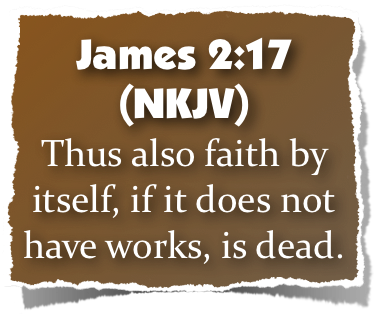 James 2:17
(NKJV)
Thus also faith by
itself, if it does not
have works, is dead.